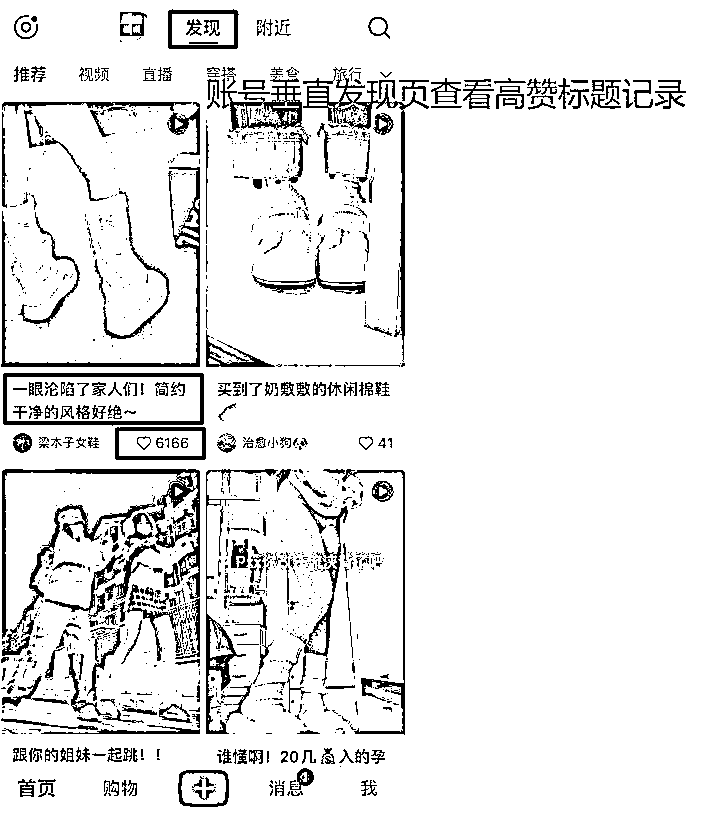 发现
附近
推荐
视频
直播
穿搭
美食
旅行
账号垂直发现页查看高赞标题记录
一眼沦陷了家人们！简约
干净的风格好绝～
梁本子女鞋
6166
买到了奶敷敷的休闲棉鞋
治愈小狗
41
跟你的姐妹一起跳！！
谁懂啊！20几
入的孕
首页
购物
消息
4
我